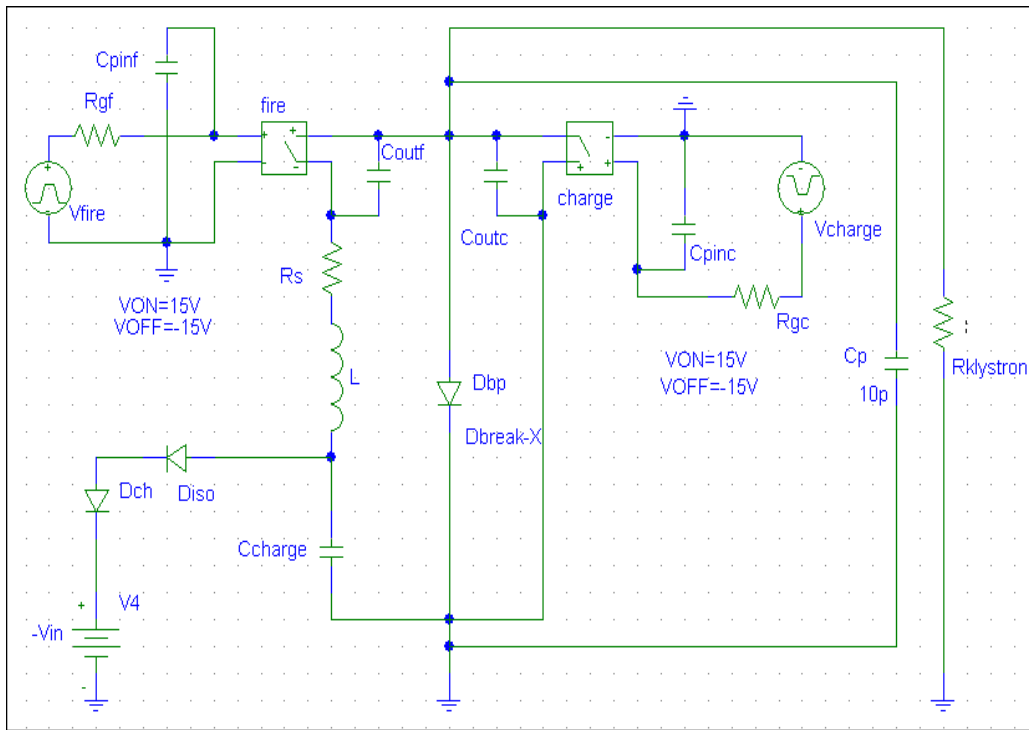 Cpinf
Rgf
fire
+
+
-
-
Coutf
+
-
Vfire
VON=15V
VOFF=-15V
Rs
L
Coutc
charge
-
+
+
Cpinc
-
+
Vcharge
Rgc
VON=15V
VOFF=-15V
Cp
10p
Rklystron
Dbp
Dbreak-X
Dch
Diso
Ccharge
+
V4
-Vin
-